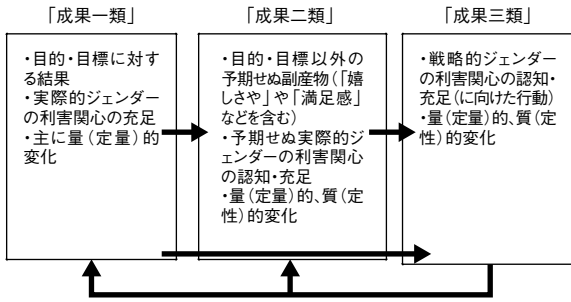 「成果一類」
「成果二類」
「成果三類」
・目的・目標に対す
る結果
・実際的ジェンダー
の利害関心の充足
・主に量（定量）的
変化
・目的・目標以外の
予期せぬ副産物（「嬉
しさや」や「満足感」
などを含む）
・予期せぬ実際的ジ
ェンダーの利害関心
の認知・充足
・量（定量）的、質（定
性）的変化
・戦略的ジェンダー
の利害関心の認知・
充足（に向けた行動）
・量（定量）的、質（定
性）的変化